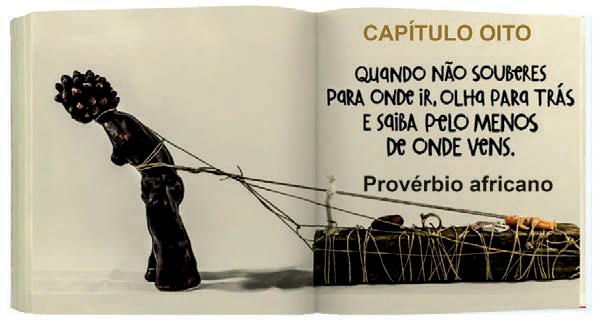 CAPÍTULO OITO
QUANDO NÃO SOUBERES
PARA ONDE IR, OLHA PARA TRÁS
E SAIBA PELO MENOS
DE ONDE VENS.
Provérbio africano